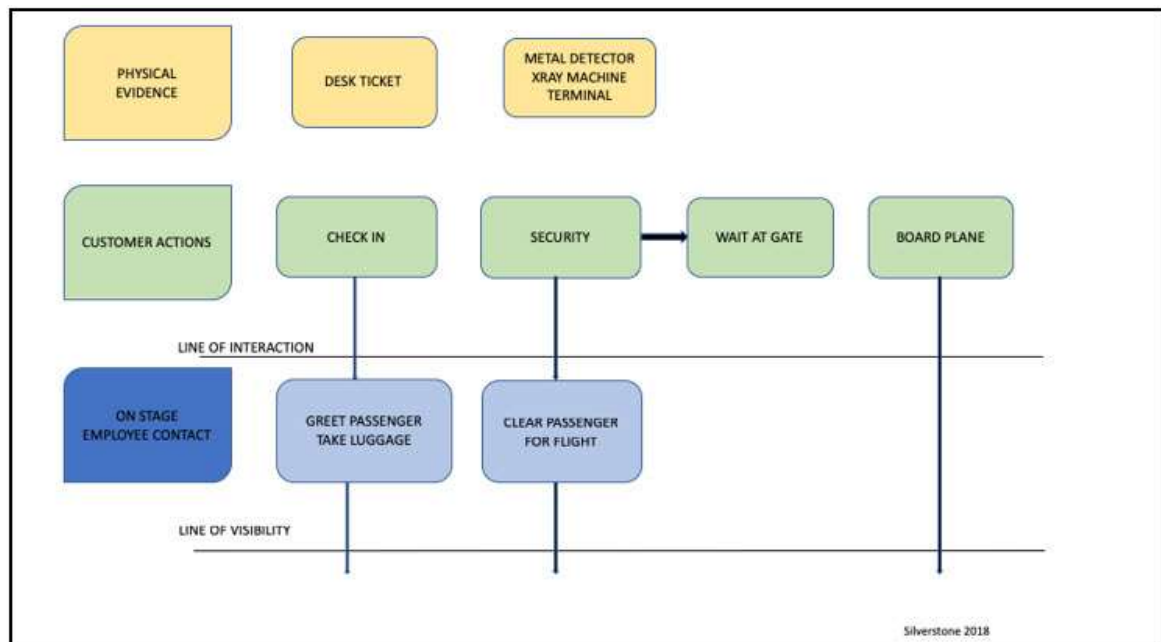 PHYSICAL
EVIDENCE
DESK TICKET
METAL DETECTOR
XRAY MACHINE
TERMINAL
CUSTOMER ACTIONS
CHECK IN
SECURITY
WAIT AT GATE
BOARD PLANE
LINE OF INTERACTION
ON STAGE
EMPLOYEE CONTACT
GREET PASSENGER
TAKE LUGGAGE
CLEAR PASSENGER
FOR FLIGHT
LINE OF VISIBILITY
Silverstone 2018